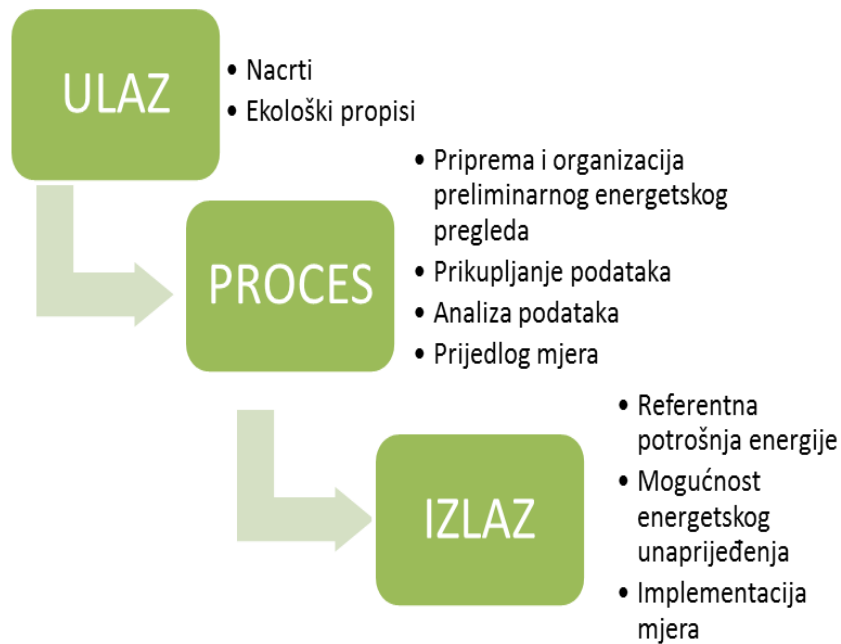 ULAZ
• Nacrti
• Ekološki propisi
PROCES
• Priprema i organizacija
preliminarnog energetskog
pregleda
• Prikupljanje podataka
• Analiza podataka
• Prijedlog mjera
IZLAZ
• Referentna
potrošnja energije
• Mogućnost
energetskog
unaprijeđenja
• Implementacija
mjera